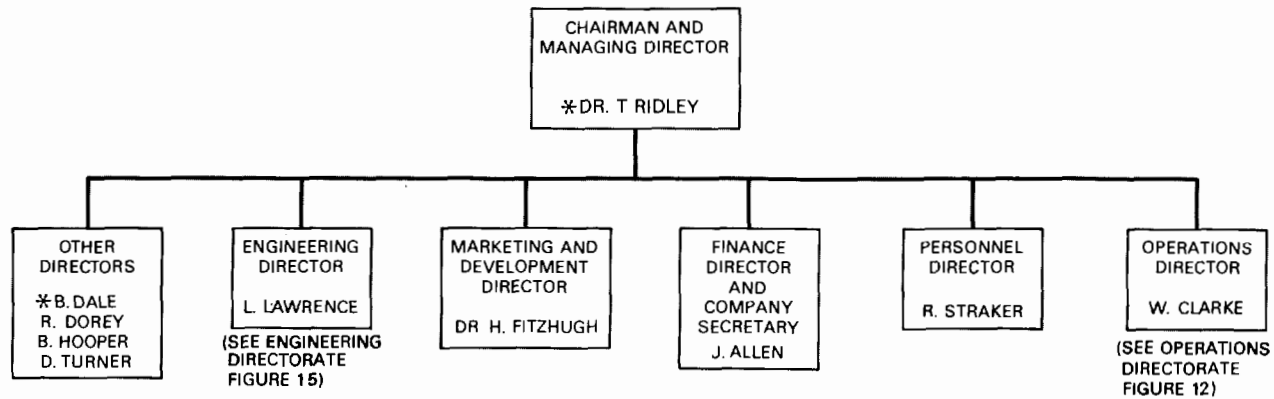 CHAIRMAN AND
MANAGING DIRECTOR
*DR. T RIDLEY
OTHER
DIRECTORS
*B. DALE
R. DOREY
B. HOOPER
D. TURNER
ENGINEERING
DIRECTOR
L. LAWRENCE
(SEE ENGINEERING
DIRECTORATE
FIGURE 15)
MARKETING AND
DEVELOPMENT
DIRECTOR
DR H. FITZHUGH
FINANCE
DIRECTOR
AND
COMPANY
SECRETARY
J. ALLEN
PERSONNEL
DIRECTOR
R. STRAKER
OPERATIONS
DIRECTOR
W. CLARKE
(SEE OPERATIONS
DIRECTORATE
FIGURE 12)